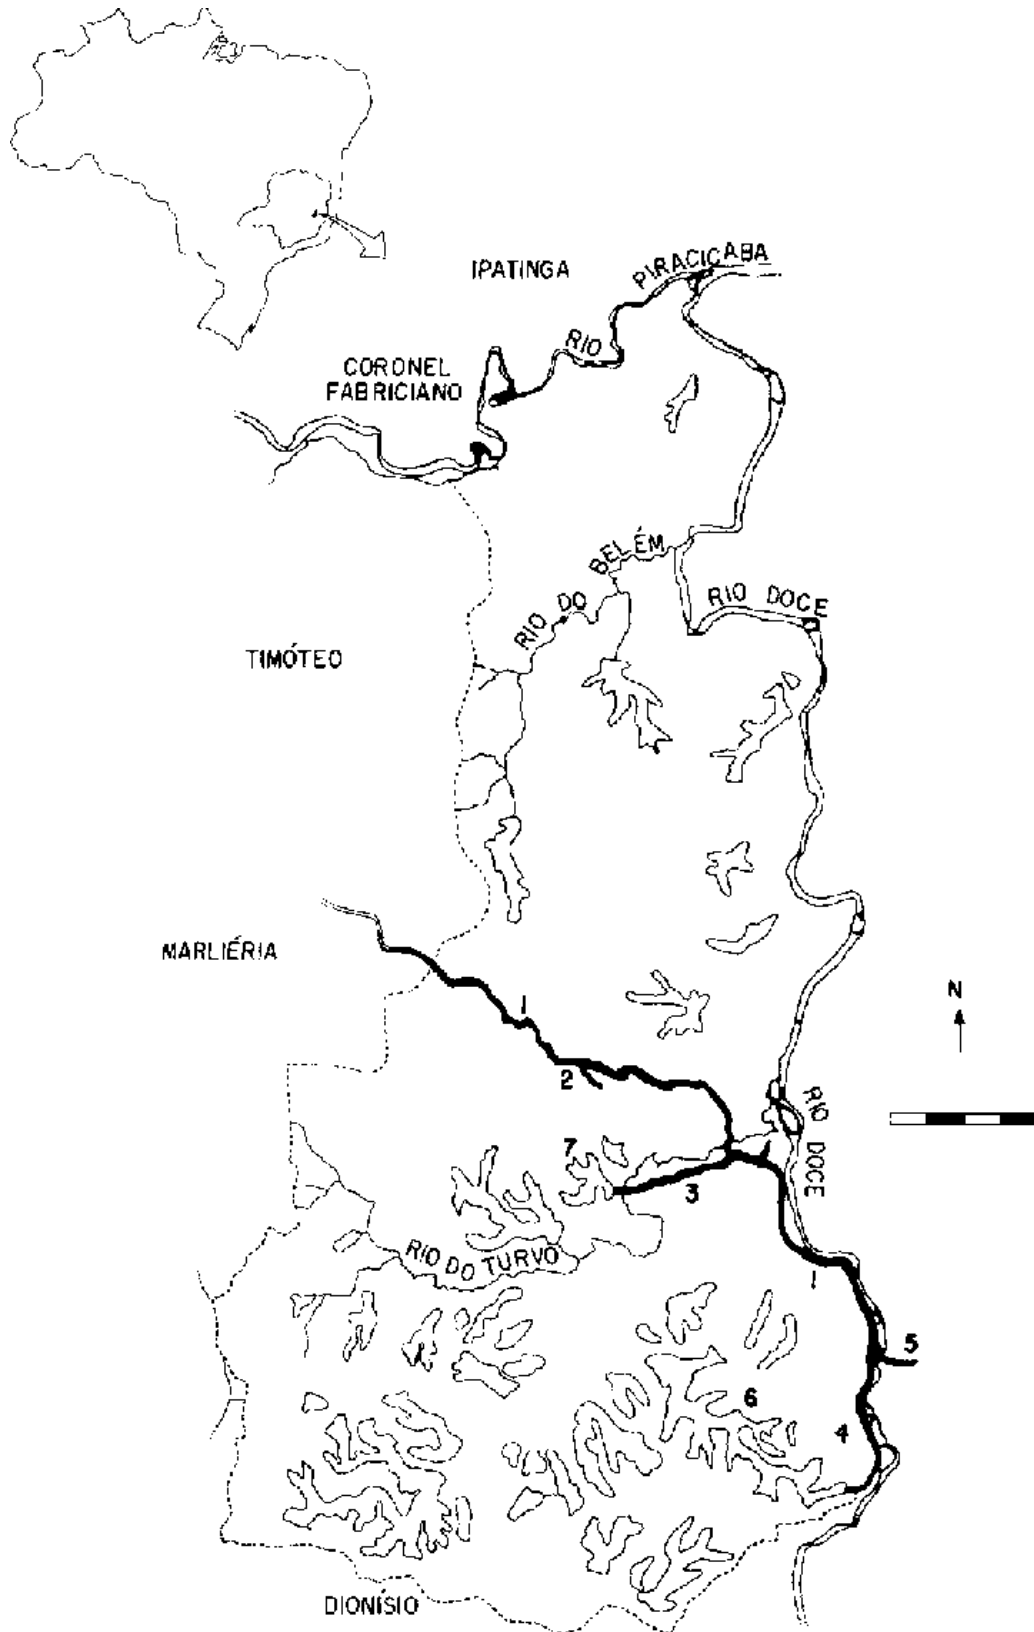 IPATINGA
RIO PIRACICABA
CORONEL
FABRICIANO
RIO DO BELÉM
RIO DOCE
TIMÓTEO
MARLIÉRIA
N
1
2
RIO DOCE
7
3
RIO DO TURVO
1
5
6
4
DIONÍSIO